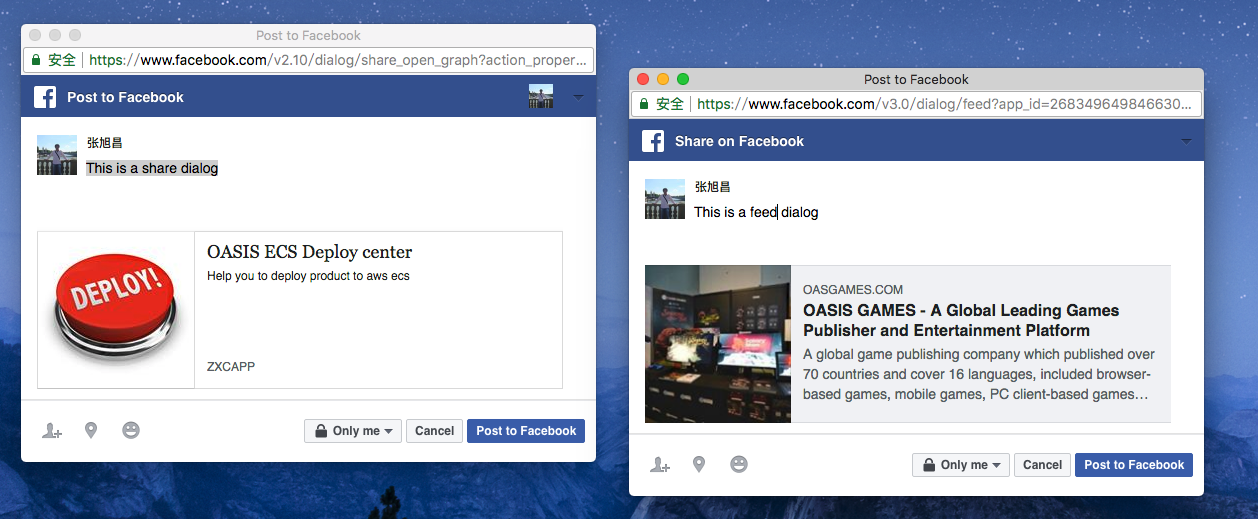 Post to Facebook
安全 https://www.facebook.com/v2.10/dialog/share_open_graph?action_proper...
Post to Facebook
张旭昌
This is a share dialog
DEPLOY!
OASIS ECS Deploy center
Help you to deploy product to aws ecs
ZXCAPP
Only me
Cancel
Post to Facebook
Post to Facebook
安全 https://www.facebook.com/v3.0/dialog/feed?app_id=268349649846630...
Share on Facebook
张旭昌
This is a feed dialog
OASGAMES.COM
OASIS GAMES - A Global Leading Games
Publisher and Entertainment Platform
A global game publishing company which published over
70 countries and cover 16 languages, included browser-
based games, mobile games, PC client-based games…
Only me
Cancel
Post to Facebook